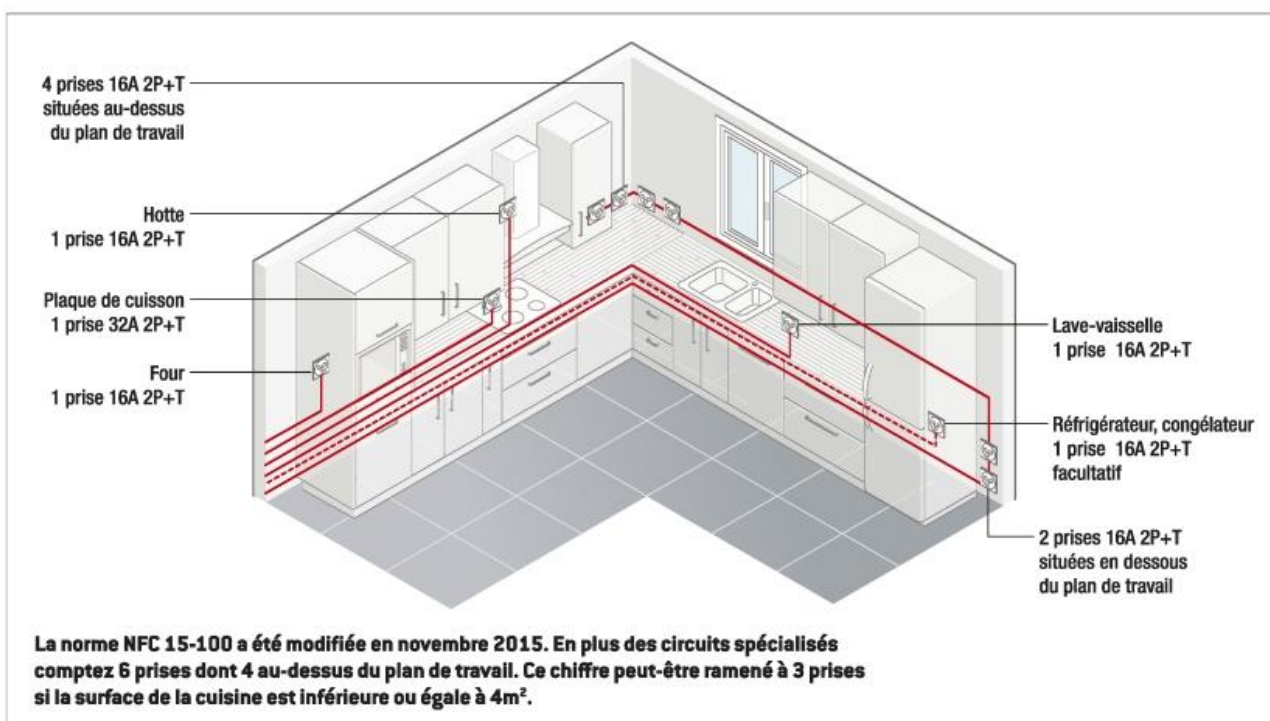 4 prises 16A 2P+T
situées au-dessus
du plan de travail
Hotte
1 prise 16A 2P+T
Plaque de cuisson
1 prise 32A 2P+T
Four
1 prise 16A 2P+T
Lave-vaisselle
1 prise 16A 2P+T
Réfrigérateur, congélateur
1 prise 16A 2P+T
facultatif
2 prises 16A 2P+T
situées en dessous
du plan de travail
La norme NFC 15-100 a été modifiée en novembre 2015. En plus des circuits spécialisés
comptez 6 prises dont 4 au-dessus du plan de travail. Ce chiffre peut-être ramené à 3 prises
si la surface de la cuisine est inférieure ou égale à 4m².